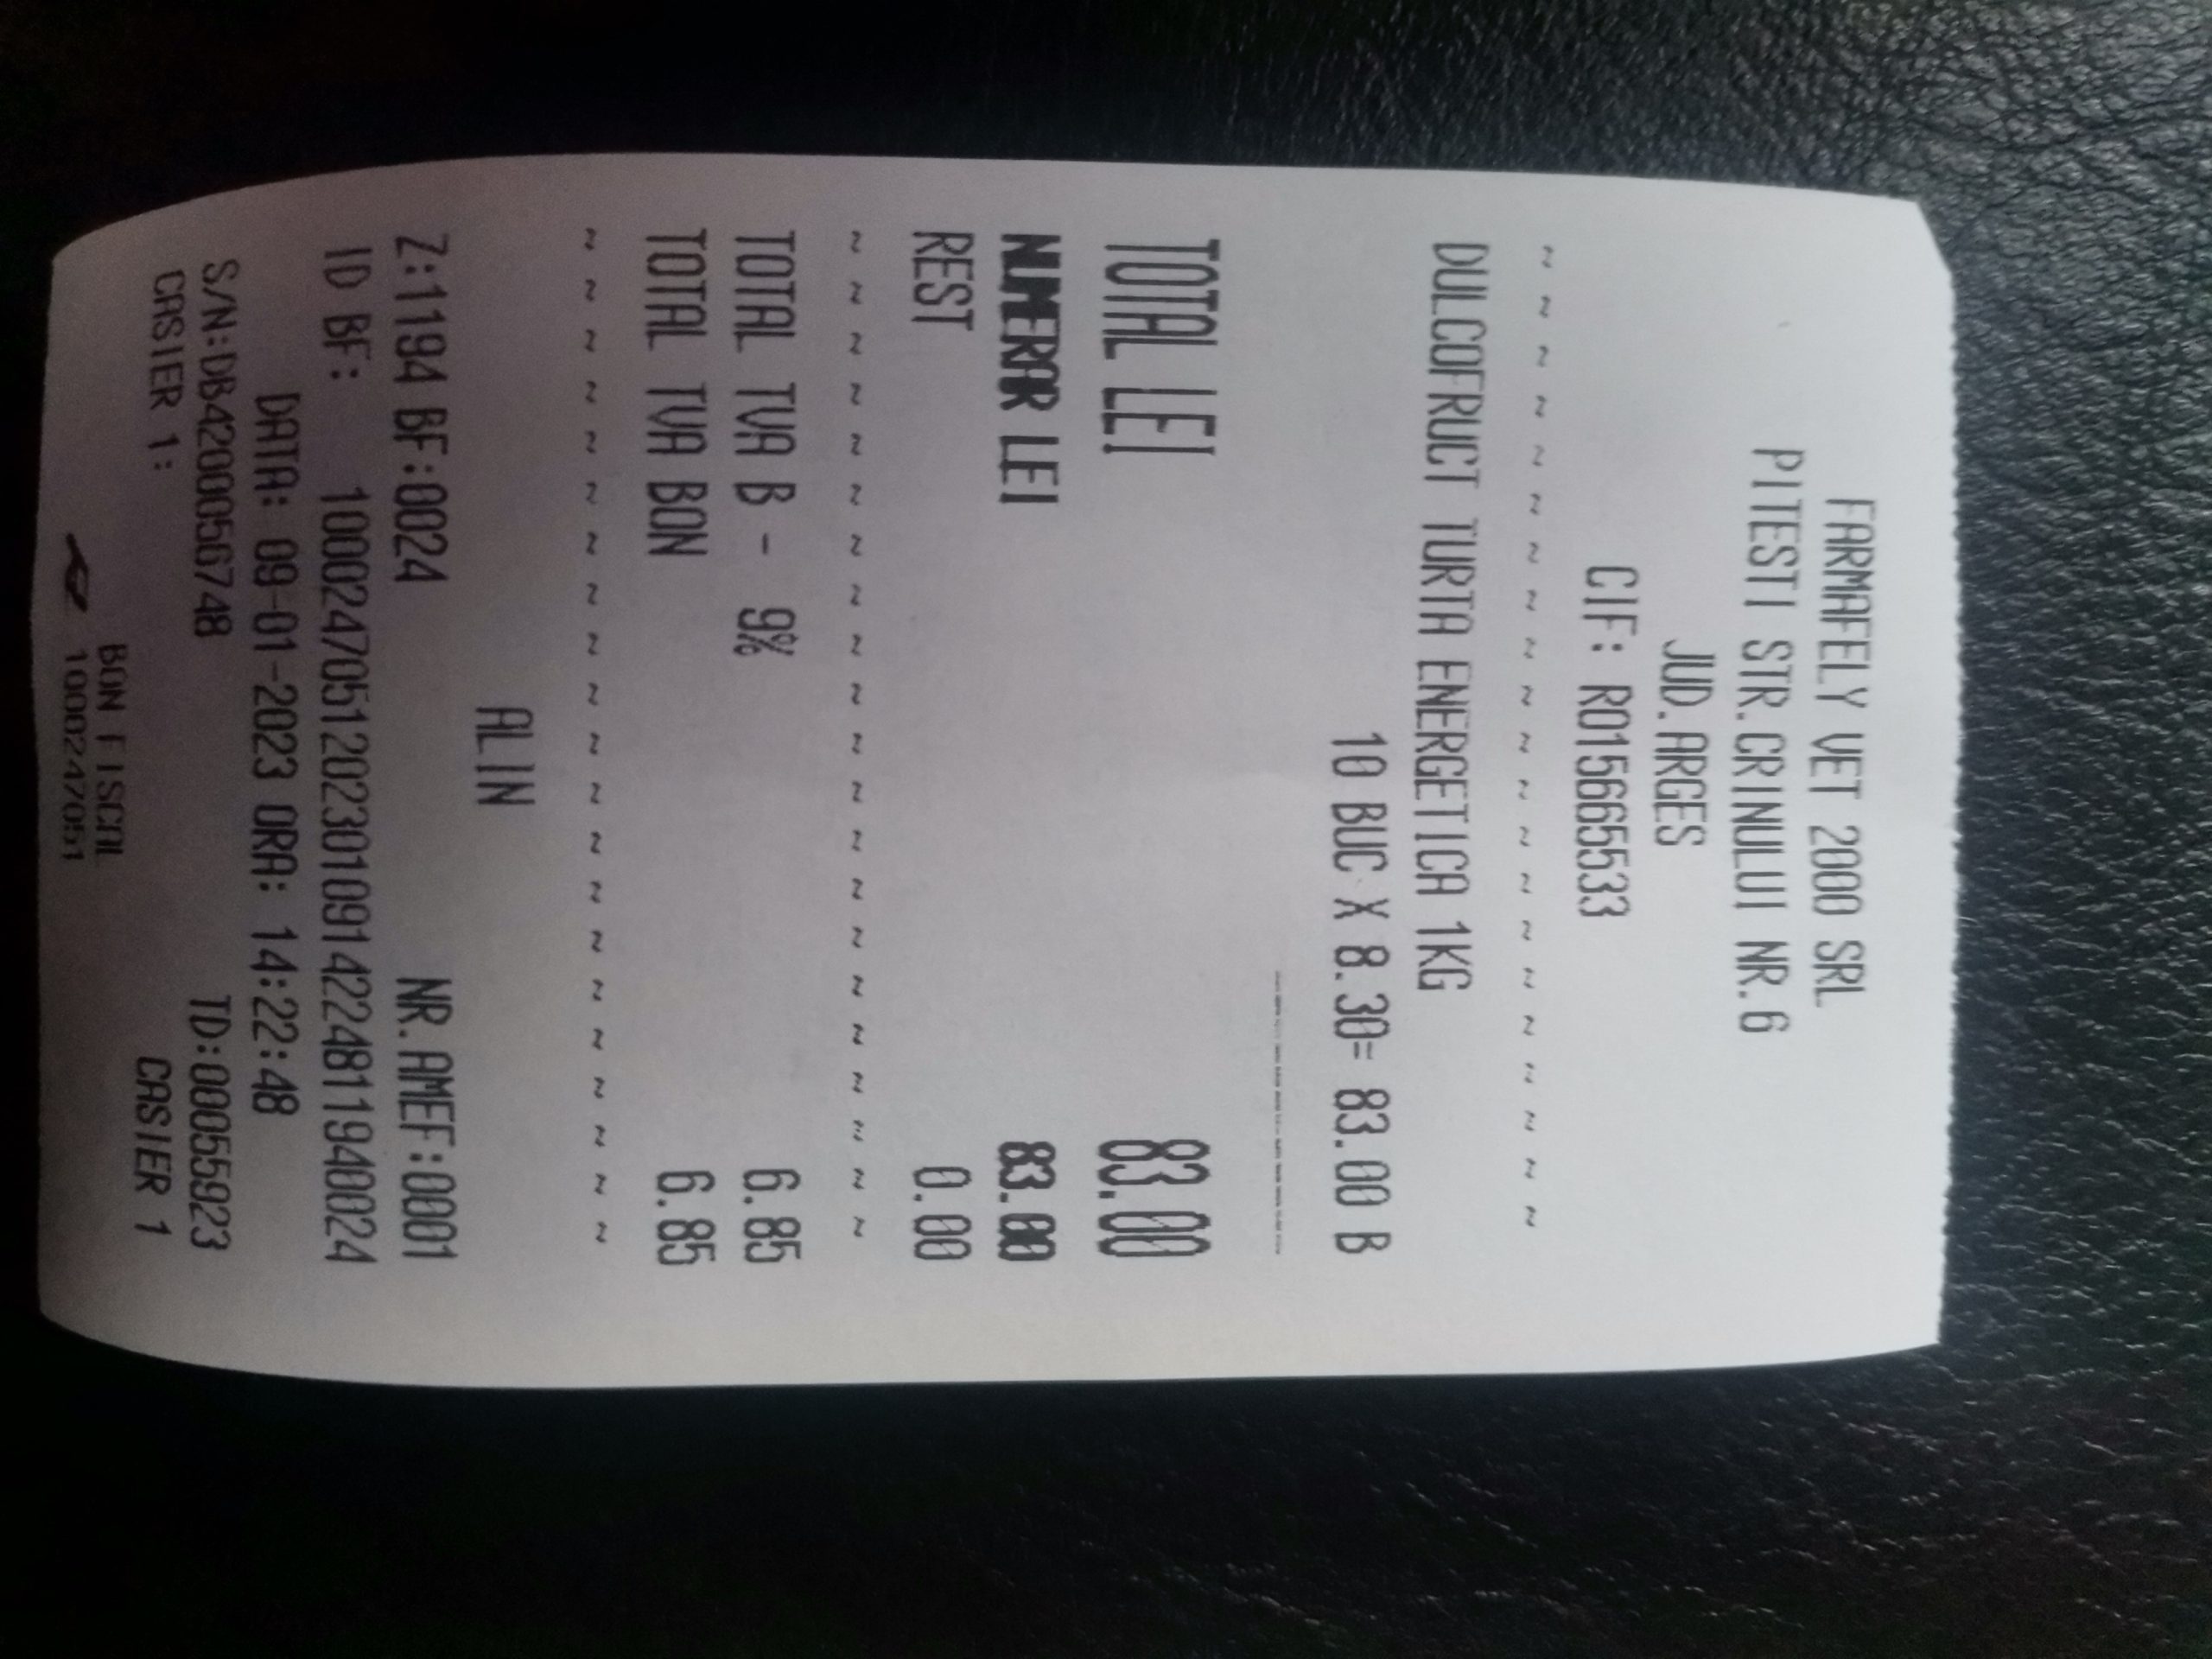 FARMAFELY VET 2000 SRL
PITESTI STR.CRINULUI NR.6
JUD.ARGES
CIF: RO15665533
~ ~ ~ ~ ~ ~ ~ ~ ~ ~ ~ ~ ~ ~ ~ ~ ~ ~ ~ ~
DULCOFRUCT TURTA ENERGETICA 1KG
10 BUC X 8.30= 83.00 B
TOTAL LEI 83.00
NUMERAR LEI 83.00
REST 0.00
~ ~ ~ ~ ~ ~ ~ ~ ~ ~ ~ ~ ~ ~ ~ ~ ~ ~ ~ ~ ~
TOTAL TVA B - 9% 6.85
TOTAL TVA BON 6.85
~ ~ ~ ~ ~ ~ ~ ~ ~ ~ ~ ~ ~ ~ ~ ~ ~ ~ ~ ~ ~
ALIN
Z:1194 BF:0024 NR.AMEF:0001
ID BF: 10002470512023010914224811940024
DATA: 09-01-2023 ORA: 14:22:48
S/N:DB4200056748 TD:00055923
CASIER 1: CASIER 1
BON FISCAL
1000247051